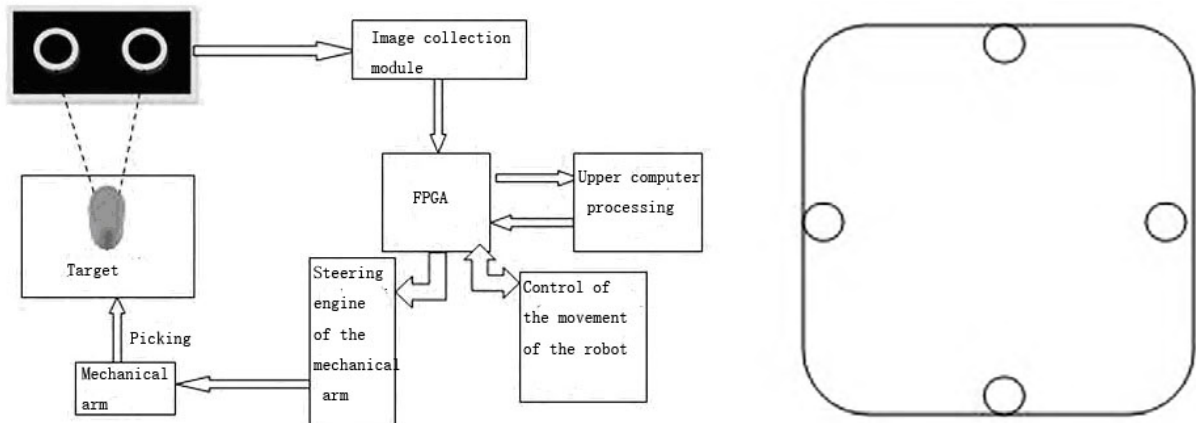 Image collection
module
FPGA
Upper computer
processing
Target
Steering
engine
of the
mechanical
arm
Control of
the movement
of the robot
Picking
Mechanical
arm